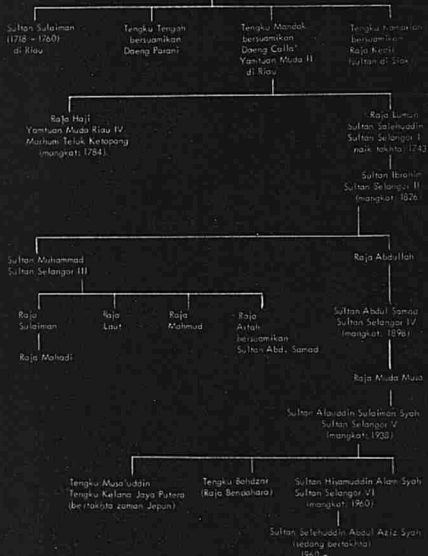 Sultan Sulaiman
(1718 - 1760)
di Riau
Tengku Tengah
bersuamikan
Daeng Parani
Tengku Mandak
bersuamikan
Daeng Calla'
Yamtuan Muda II
di Riau
Tengku
bersuamikan
Raja Kecil
Sultan di Siak
Raja Haji
Yamtuan Muda Riau IV
Marhum Teluk Ketapang
(mangkat: 1784)
Raja Lumun
Sultan Salehuddin
Sultan Selangor I
naik takhta: 1743
Sultan Ibrahim
Sultan Selangor II
(mangkat: 1826)
Sultan Muhammad
Sultan Selangor III
Raja Abdullah
Raja
Sulaiman
Raja
Laut
Raja
Mahmud
Raja
Arfah
bersuamikan
Sultan Abd. Samad
Sultan Abdul Samad
Sultan Selangor IV
(mangkat: 1898)
Raja Mahadi
Raja Muda Musa
Sultan Alauddin Sulaiman Syah
Sultan Selangor V
(mangkat: 1938)
Tengku Musa'uddin
Tengku Kelana Jaya Putera
(bertakhta zaman Jepun)
Tengku
(Raja Bendahara)
Sultan Hisamuddin Alam Syah
Sultan Selangor VI
(mangkat: 1960)
Sultan Salehuddin Abdul Aziz Syah
(sedang bertakhta)
1960 -